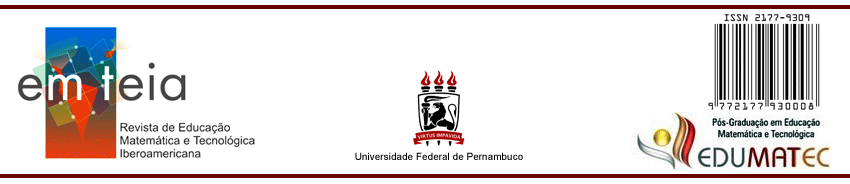 em teia
Revista de Educação
Matemática e Tecnológica
Iberoamericana
VIRTUS IMPAVIDA
Universidade Federal de Pernambuco
ISSN 2177-9309
9 772177 930008
Pós-Graduação em Educação
Matemática e Tecnológica
EDUMATEC